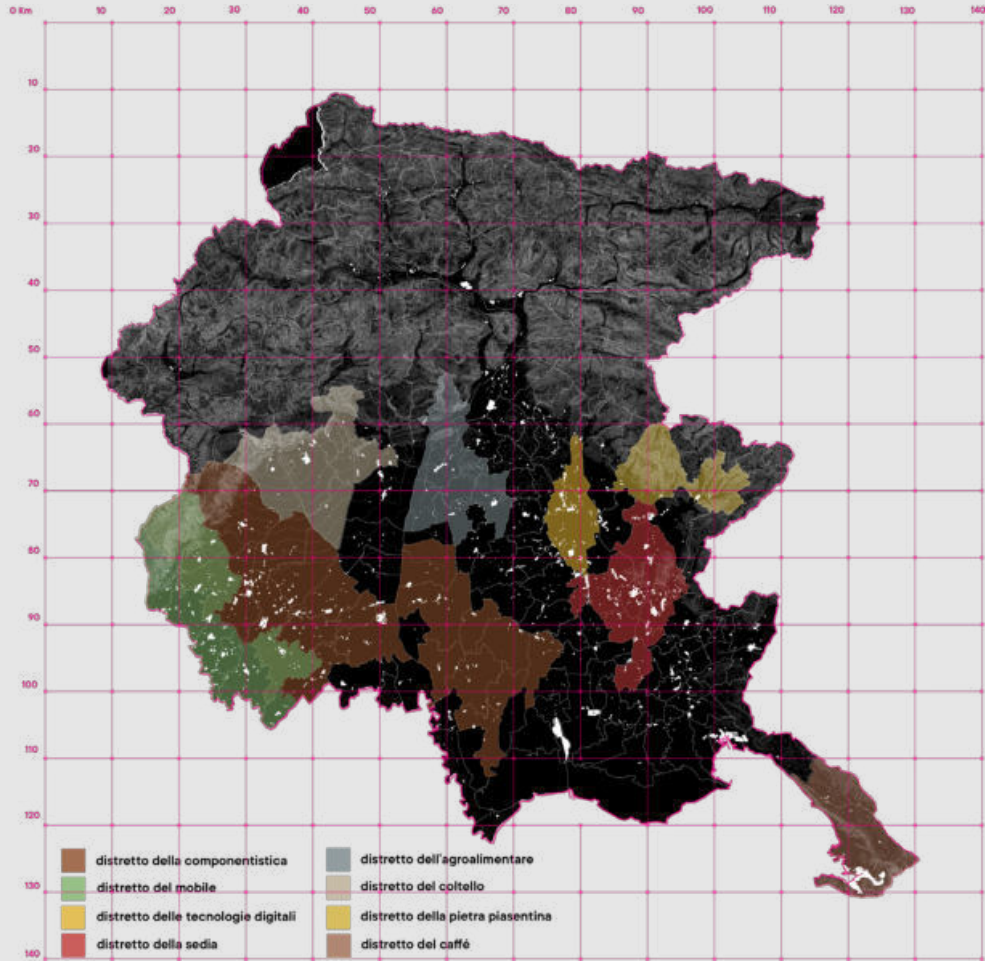 0 Km 10 20 30 40 50 60 70 80 90 100 110 120 130 140
10
20
30
40
50
60
70
80
90
100
110
120
130
140
distretto della componentistica
distretto del mobile
distretto delle tecnologie digitali
distretto della sedia
distretto dell'agroalimentare
distretto del coltello
distretto della pietra piasentina
distretto del caffé